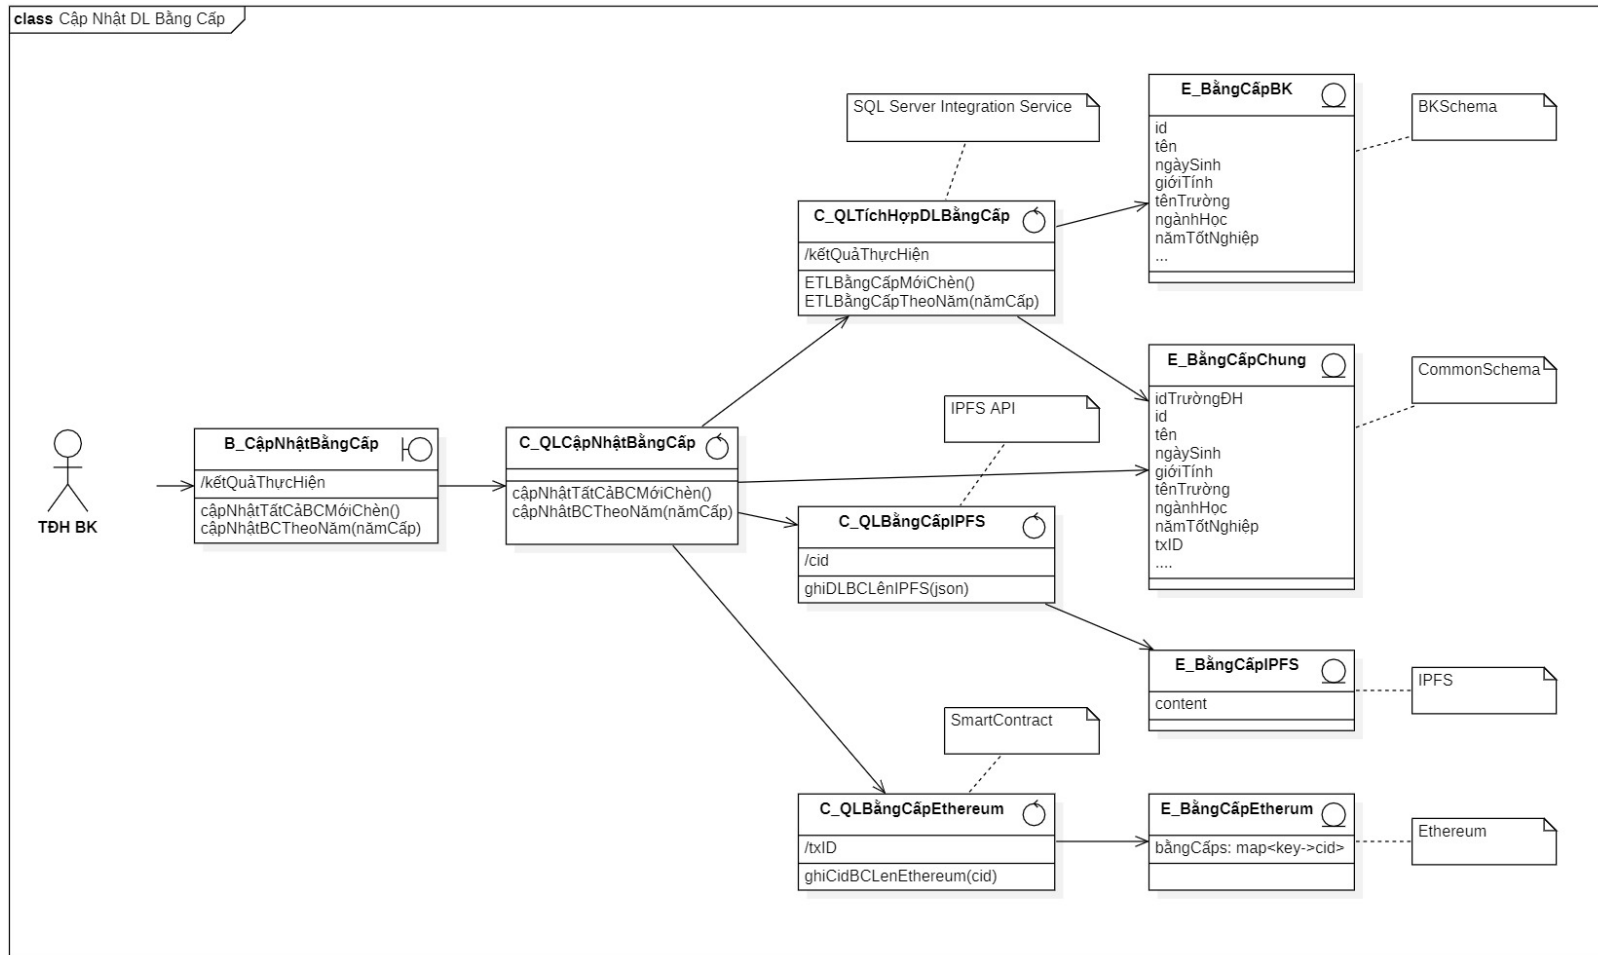 class Cập Nhật DL Bằng Cấp
SQL Server Integration Service
E_BằngCấpBK
id
tên
ngàySinh
giớiTính
tênTrường
ngànhHọc
nămTốtNghiệp
...
BKSchema
C_QLTíchHợpDLBằngCấp
/kếtQuảThựcHiện
ETLBằngCấpMớiChèn()
ETLBằngCấpTheoNăm(nămCấp)
E_BằngCấpChung
idTrườngĐH
id
tên
ngàySinh
giớiTính
tênTrường
ngànhHọc
nămTốtNghiệp
txID
....
CommonSchema
IPFS API
TĐH BK
B_CậpNhậtBằngCấp
/kếtQuảThựcHiện
cậpNhậtTấtCảBCMớiChèn()
cậpNhậtBCTheoNăm(nămCấp)
C_QLCậpNhậtBằngCấp
cậpNhậtTấtCảBCMớiChèn()
cậpNhâtBCTheoNăm(nămCấp)
C_QLBằngCấpIPFS
/cid
ghiDLBCLênIPFS(json)
E_BằngCấpIPFS
content
IPFS
SmartContract
C_QLBằngCấpEthereum
/txID
ghiCidBCLenEthereum(cid)
E_BằngCấpEtherum
bằngCấps: map<key->cid>
Ethereum